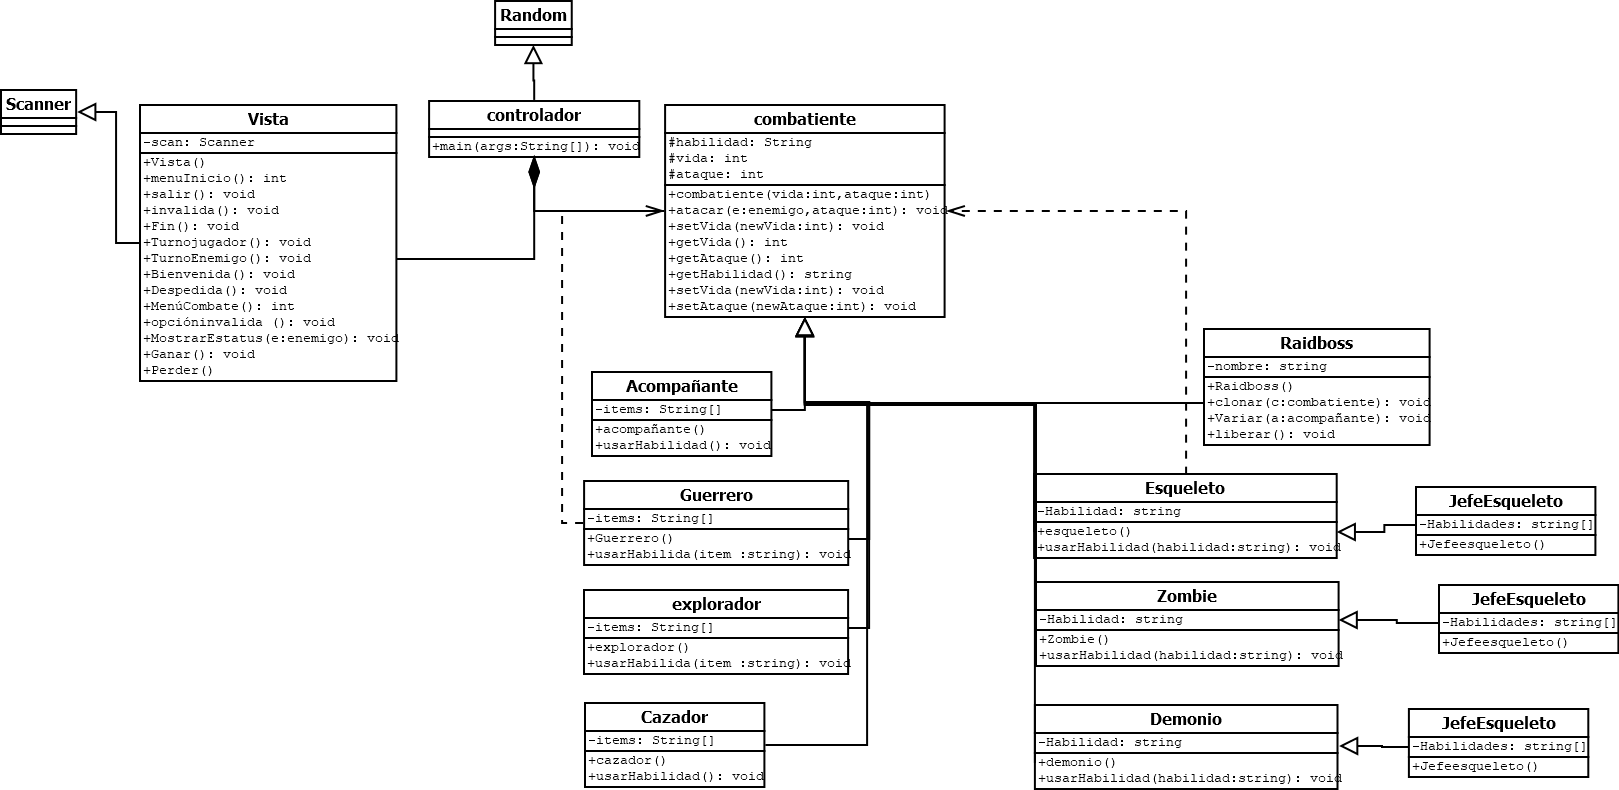 Random
Scanner
Vista
-scan: Scanner
+Vista()
+menuInicio(): int
+salir(): void
+invalida(): void
+Fin(): void
+Turnojugador(): void
+TurnoEnemigo(): void
+Bienvenida(): void
+Despedida(): void
+MenúCombate(): int
+opcióninvalida (): void
+MostrarEstatus(e:enemigo): void
+Ganar(): void
+Perder()
controlador
+main(args:String[]): void
combatiente
#habilidad: String
#vida: int
#ataque: int
+combatiente(vida:int,ataque:int)
+atacar(e:enemigo,ataque:int): void
+setVida(newVida:int): void
+getVida(): int
+getAtaque(): int
+getHabilidad(): string
+setVida(newVida:int): void
+setAtaque(newAtaque:int): void
Raidboss
-nombre: string
+Raidboss()
+clonar(c:combatiente): void
+Variar(a:acompañante): void
+liberar(): void
Acompañante
-items: String[]
+acompañante()
+usarHabilidad(): void
Guerrero
-items: String[]
+Guerrero()
+usarHabilida(item :string): void
explorador
-items: String[]
+explorador()
+usarHabilida(item :string): void
Cazador
-items: String[]
+cazador()
+usarHabilidad(): void
Esqueleto
-Habilidad: string
+esqueleto()
+usarHabilidad(habilidad:string): void
JefeEsqueleto
-Habilidades: string[]
+Jefeesqueleto()
Zombie
-Habilidad: string
+Zombie()
+usarHabilidad(habilidad:string): void
JefeEsqueleto
-Habilidades: string[]
+Jefeesqueleto()
Demonio
-Habilidad: string
+demonio()
+usarHabilidad(habilidad:string): void
JefeEsqueleto
-Habilidades: string[]
+Jefeesqueleto()